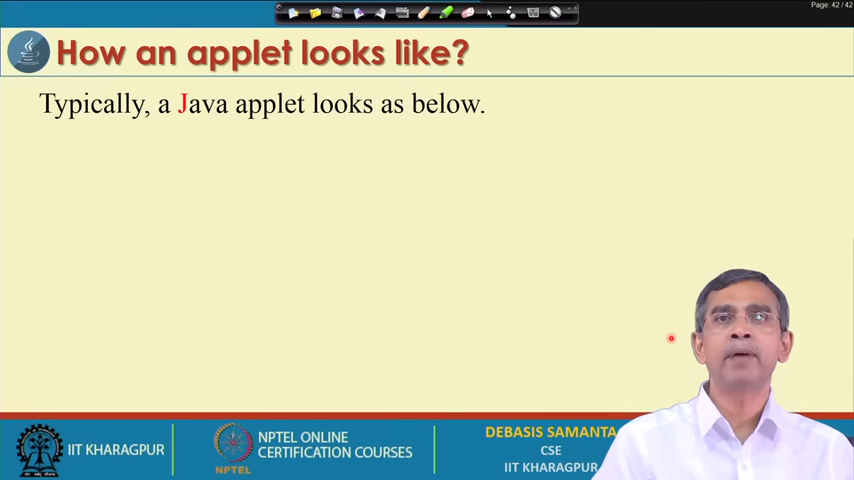 Page: 42 / 42
How an applet looks like?
Typically, a Java applet looks as below.
IIT KHARAGPUR
NPTEL
NPTEL ONLINE
CERTIFICATION COURSES
DEBASIS SAMANTA
CSE
IIT KHARAGPUR